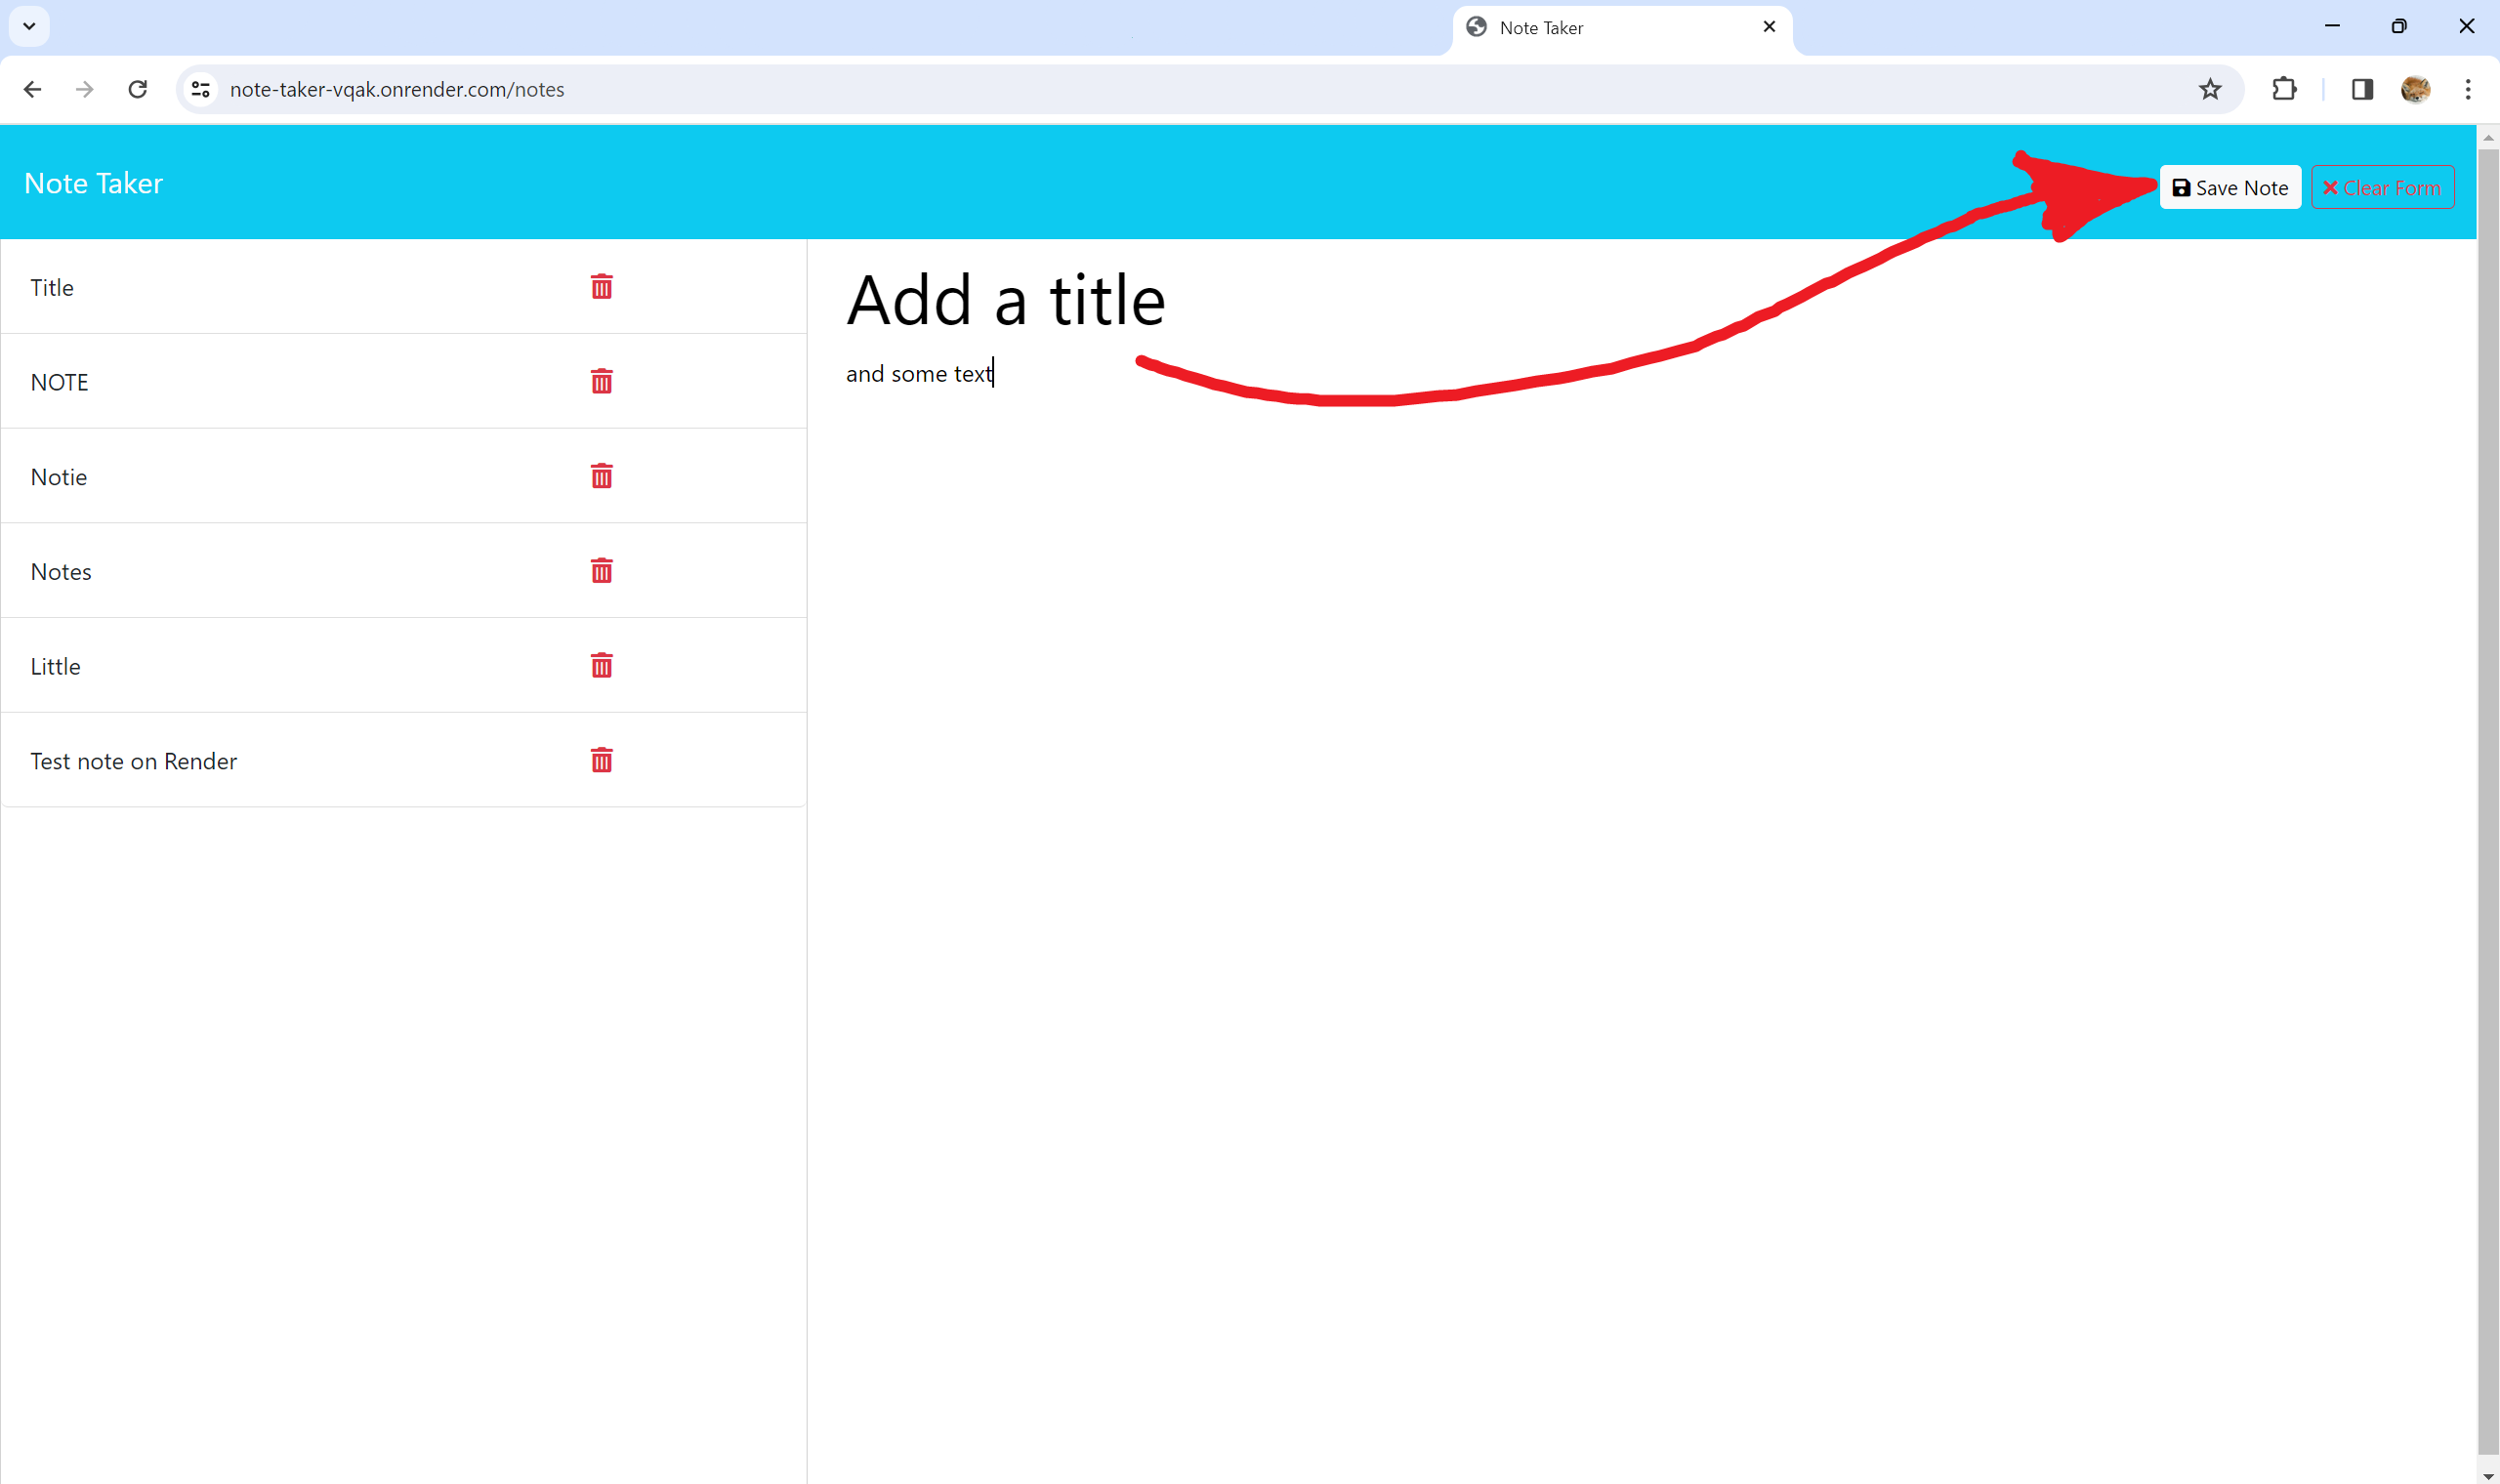 Note Taker
note-taker-vqak.onrender.com/notes
Note Taker
Save Note
Clear Form
Title
NOTE
Notie
Notes
Little
Test note on Render
Add a title
and some text